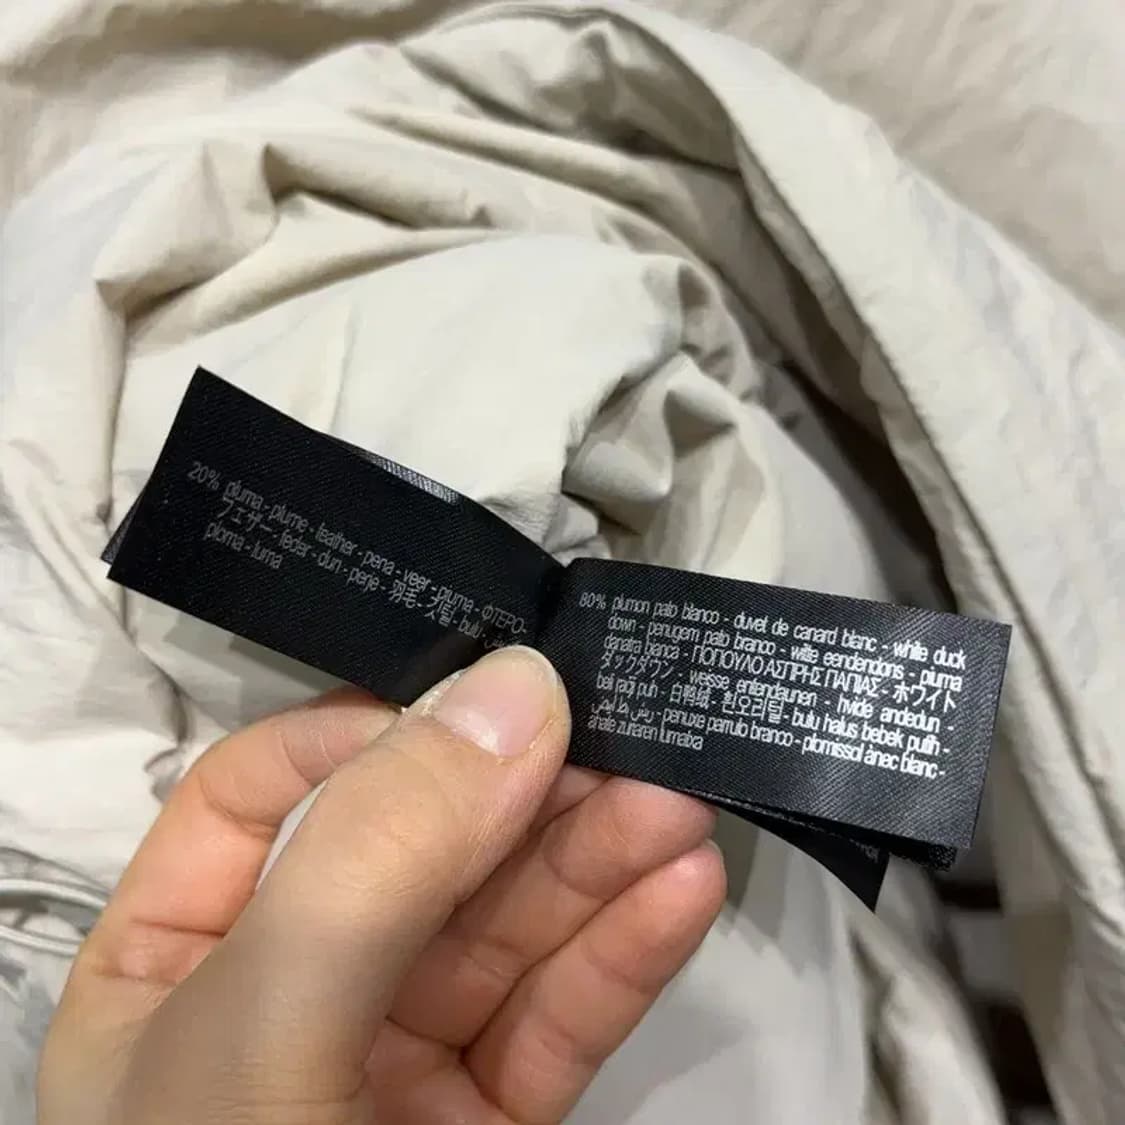 20% pluma - plume - feather - pena - veer - piuma - ΦΤΕΡΟ-
フェザー - feder - dun - perje - 羽毛 - 깃털 - bulu -
ploma - luma
80% plumon pato blanco - duvet de canard blanc - white duck
down - penugem pato branco - witte eendendons - piuma
danatra bianca - ΠΟΠΟΥΛΟ ΑΣΠΡΗΣ ΠΑΠΙΑΣ - ホワイト
ダックダウン - weisse entendaunen - hvide andedun -
beli pačji puh - 白鸭绒 - 흰오리털 - bulu halus bebek putih -
- penuxe parrulo branco - plomissol ànec blanc -
ahate zuriaren lumatxa